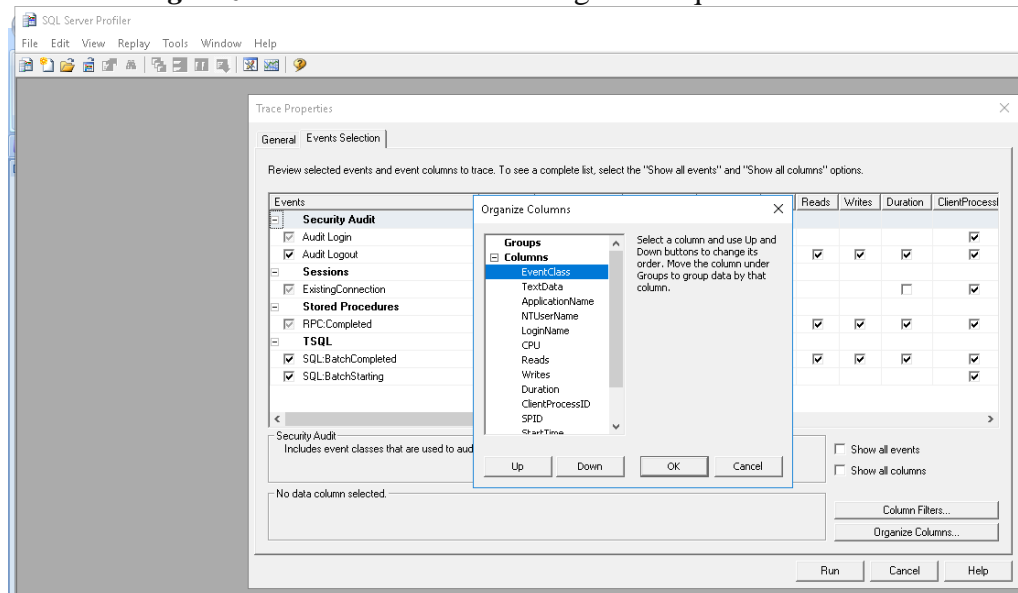 SQL Server Profiler
File Edit View Replay Tools Window Help
Trace Properties
General Events Selection
Review selected events and event columns to trace. To see a complete list, select the "Show all events" and "Show all columns" options.
Events Reads Writes Duration ClientProcessI
Security Audit
Audit Login
Audit Logout
Sessions
ExistingConnection
Stored Procedures
RPC:Completed
TSQL
SQL:BatchCompleted
SQL:BatchStarting
Organize Columns
Groups
Columns
EventClass
TextData
ApplicationName
NTUserName
LoginName
CPU
Reads
Writes
Duration
ClientProcessID
SPID
StartTime
Select a column and use Up and
Down buttons to change its
order. Move the column under
Groups to group data by that
column.
Up Down OK Cancel
Security Audit
Includes event classes that are used to aud
Show all events
Show all columns
No data column selected.
Column Filters...
Organize Columns...
Run Cancel Help